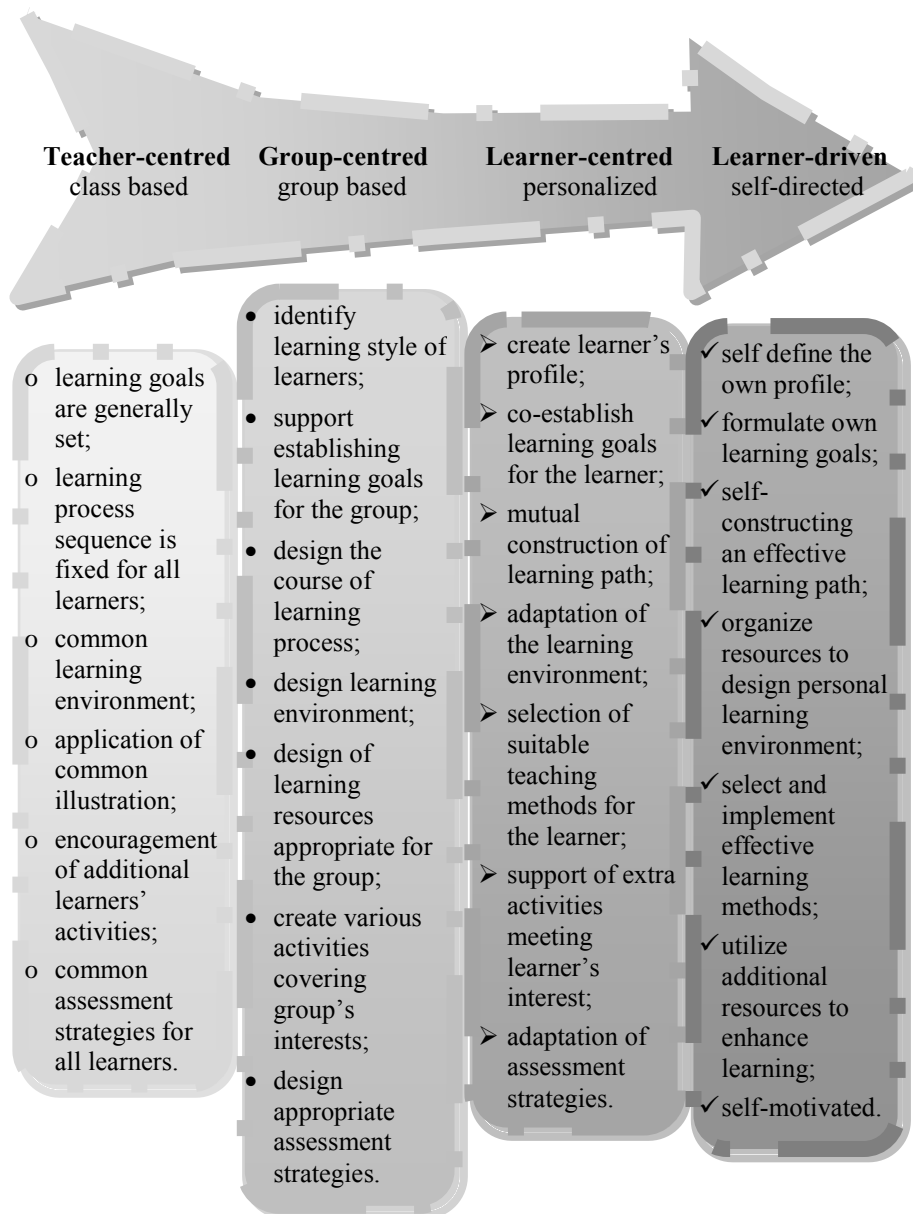 Teacher-centred
class based
Group-centred
group based
Learner-centred
personalized
Learner-driven
self-directed
o learning goals
are generally
set;
o learning
process
sequence is
fixed for all
learners;
o common
learning
environment;
o application of
common
illustration;
o encouragement
of additional
learners’
activities;
o common
assessment
strategies for
all learners.
• identify
learning style of
learners;
• support
establishing
learning goals
for the group;
• design the
course of
learning
process;
• design learning
environment;
• design of
learning
resources
appropriate for
the group;
• create various
activities
covering
group’s
interests;
• design
appropriate
assessment
strategies.
➢ create learner’s
profile;
➢ co-establish
learning goals
for the learner;
➢ mutual
construction of
learning path;
➢ adaptation of
the learning
environment;
➢ selection of
suitable
teaching
methods for
the learner;
➢ support of extra
activities
meeting
learner’s
interest;
➢ adaptation of
assessment
strategies.
✓ self define the
own profile;
✓ formulate own
learning goals;
✓ self-
constructing
an effective
learning path;
✓ organize
resources to
design personal
learning
environment;
✓ select and
implement
effective
learning
methods;
✓ utilize
additional
resources to
enhance
learning;
✓ self-motivated.